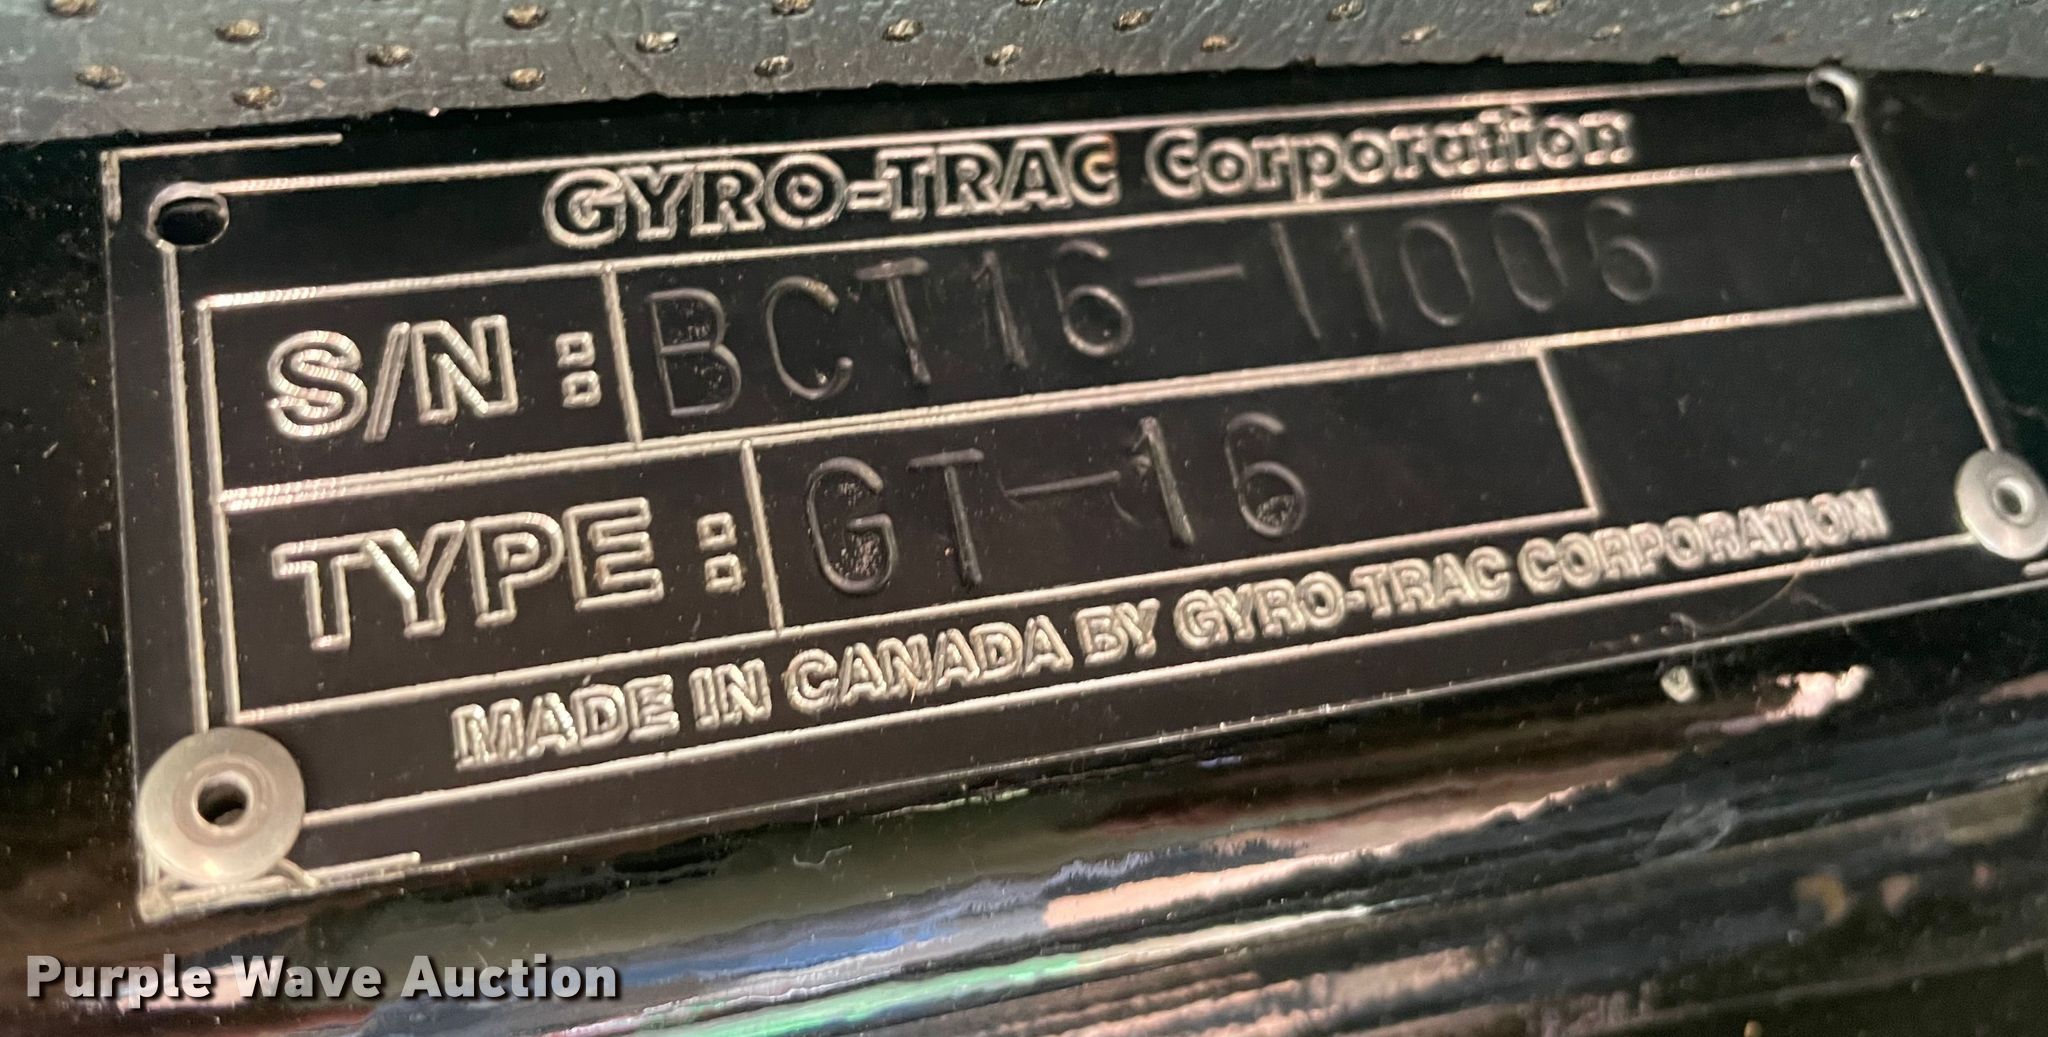 GYRO-TRAC Corporation
S/N : BCT16-11006
TYPE : GT-16
MADE IN CANADA BY GYRO-TRAC CORPORATION
Purple Wave Auction